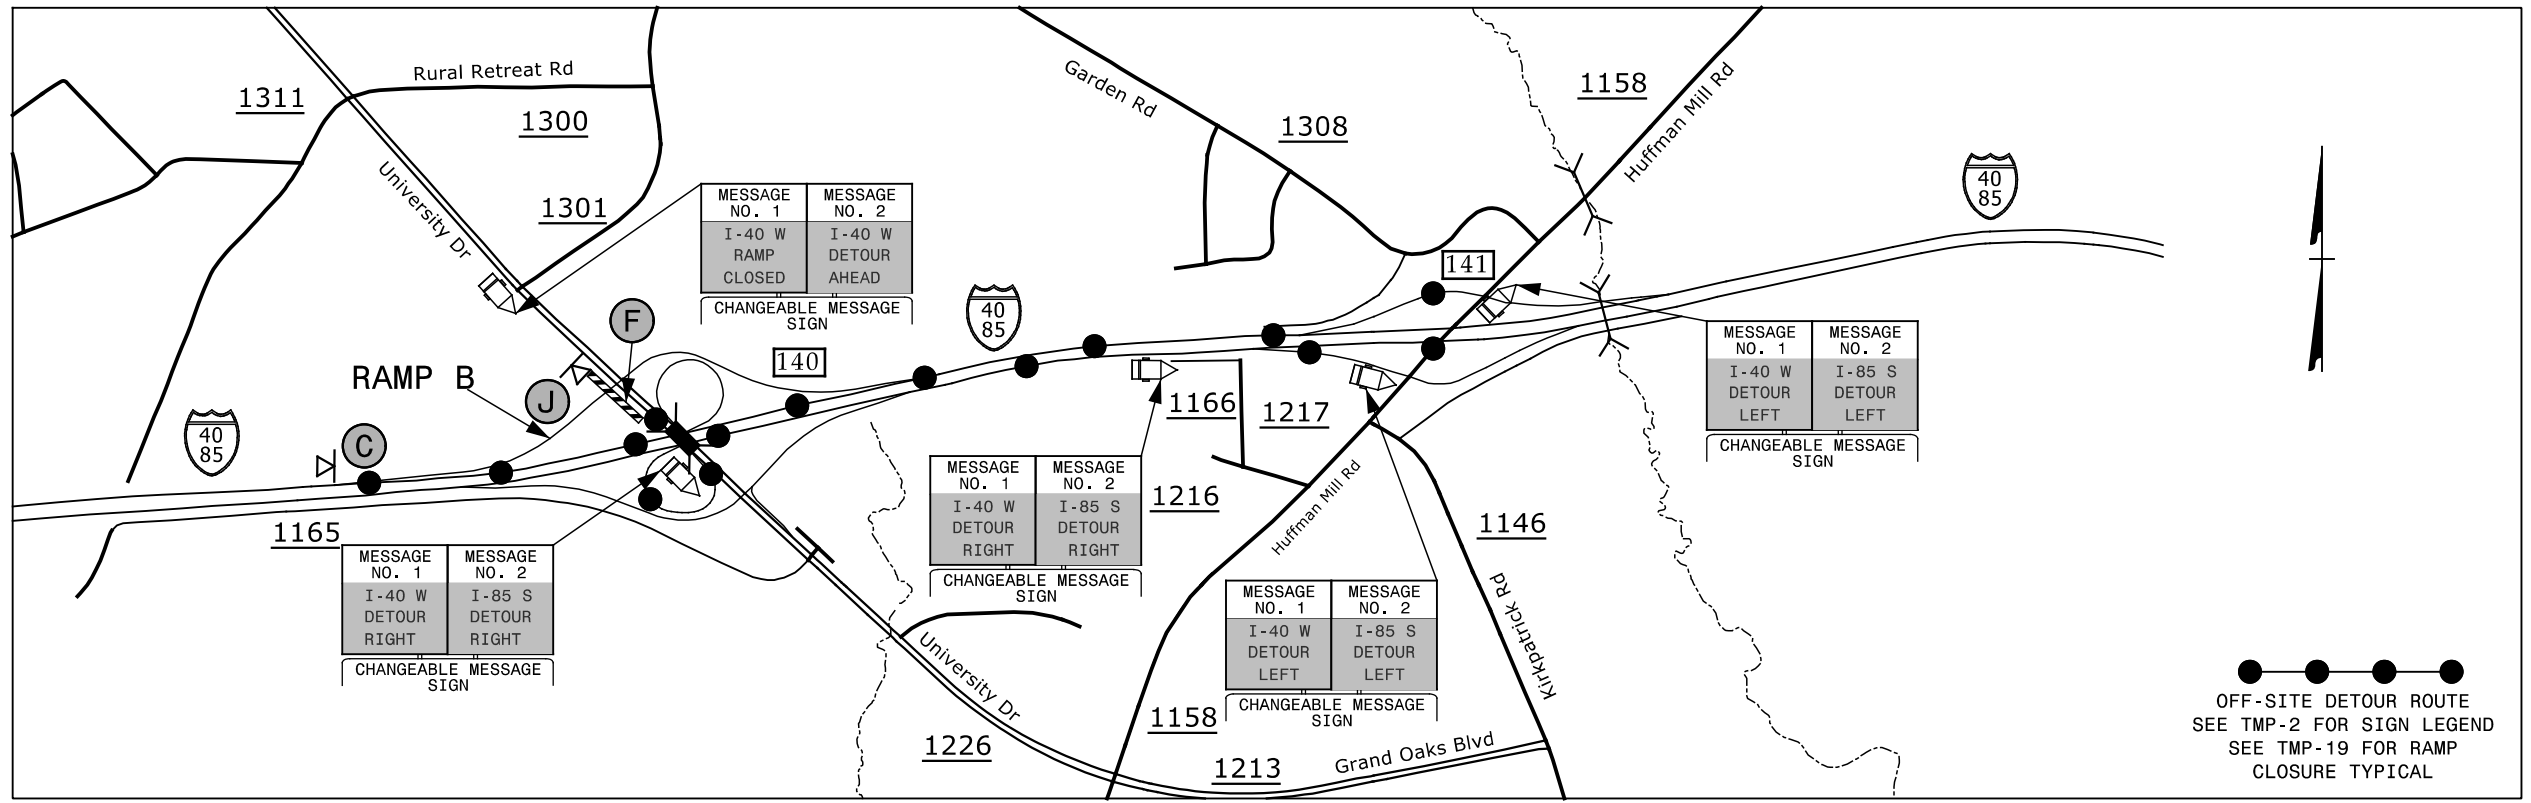 Rural Retreat Rd
1311
1300
University Dr
1301
MESSAGE NO. 1
MESSAGE NO. 2
I-40 W RAMP CLOSED
I-40 W DETOUR AHEAD
CHANGEABLE MESSAGE SIGN
Garden Rd
1308
1158
Huffman Mill Rd
40
85
141
40
85
F
140
RAMP B
J
40
85
C
1166
1217
MESSAGE NO. 1
MESSAGE NO. 2
I-40 W DETOUR LEFT
I-85 S DETOUR LEFT
CHANGEABLE MESSAGE SIGN
MESSAGE NO. 1
MESSAGE NO. 2
I-40 W DETOUR RIGHT
I-85 S DETOUR RIGHT
CHANGEABLE MESSAGE SIGN
1216
Huffman Mill Rd
1146
1165
MESSAGE NO. 1
MESSAGE NO. 2
I-40 W DETOUR RIGHT
I-85 S DETOUR RIGHT
CHANGEABLE MESSAGE SIGN
MESSAGE NO. 1
MESSAGE NO. 2
I-40 W DETOUR LEFT
I-85 S DETOUR LEFT
CHANGEABLE MESSAGE SIGN
Kirkpatrick Rd
University Dr
1158
1226
1213
Grand Oaks Blvd
OFF-SITE DETOUR ROUTE
SEE TMP-2 FOR SIGN LEGEND
SEE TMP-19 FOR RAMP
CLOSURE TYPICAL